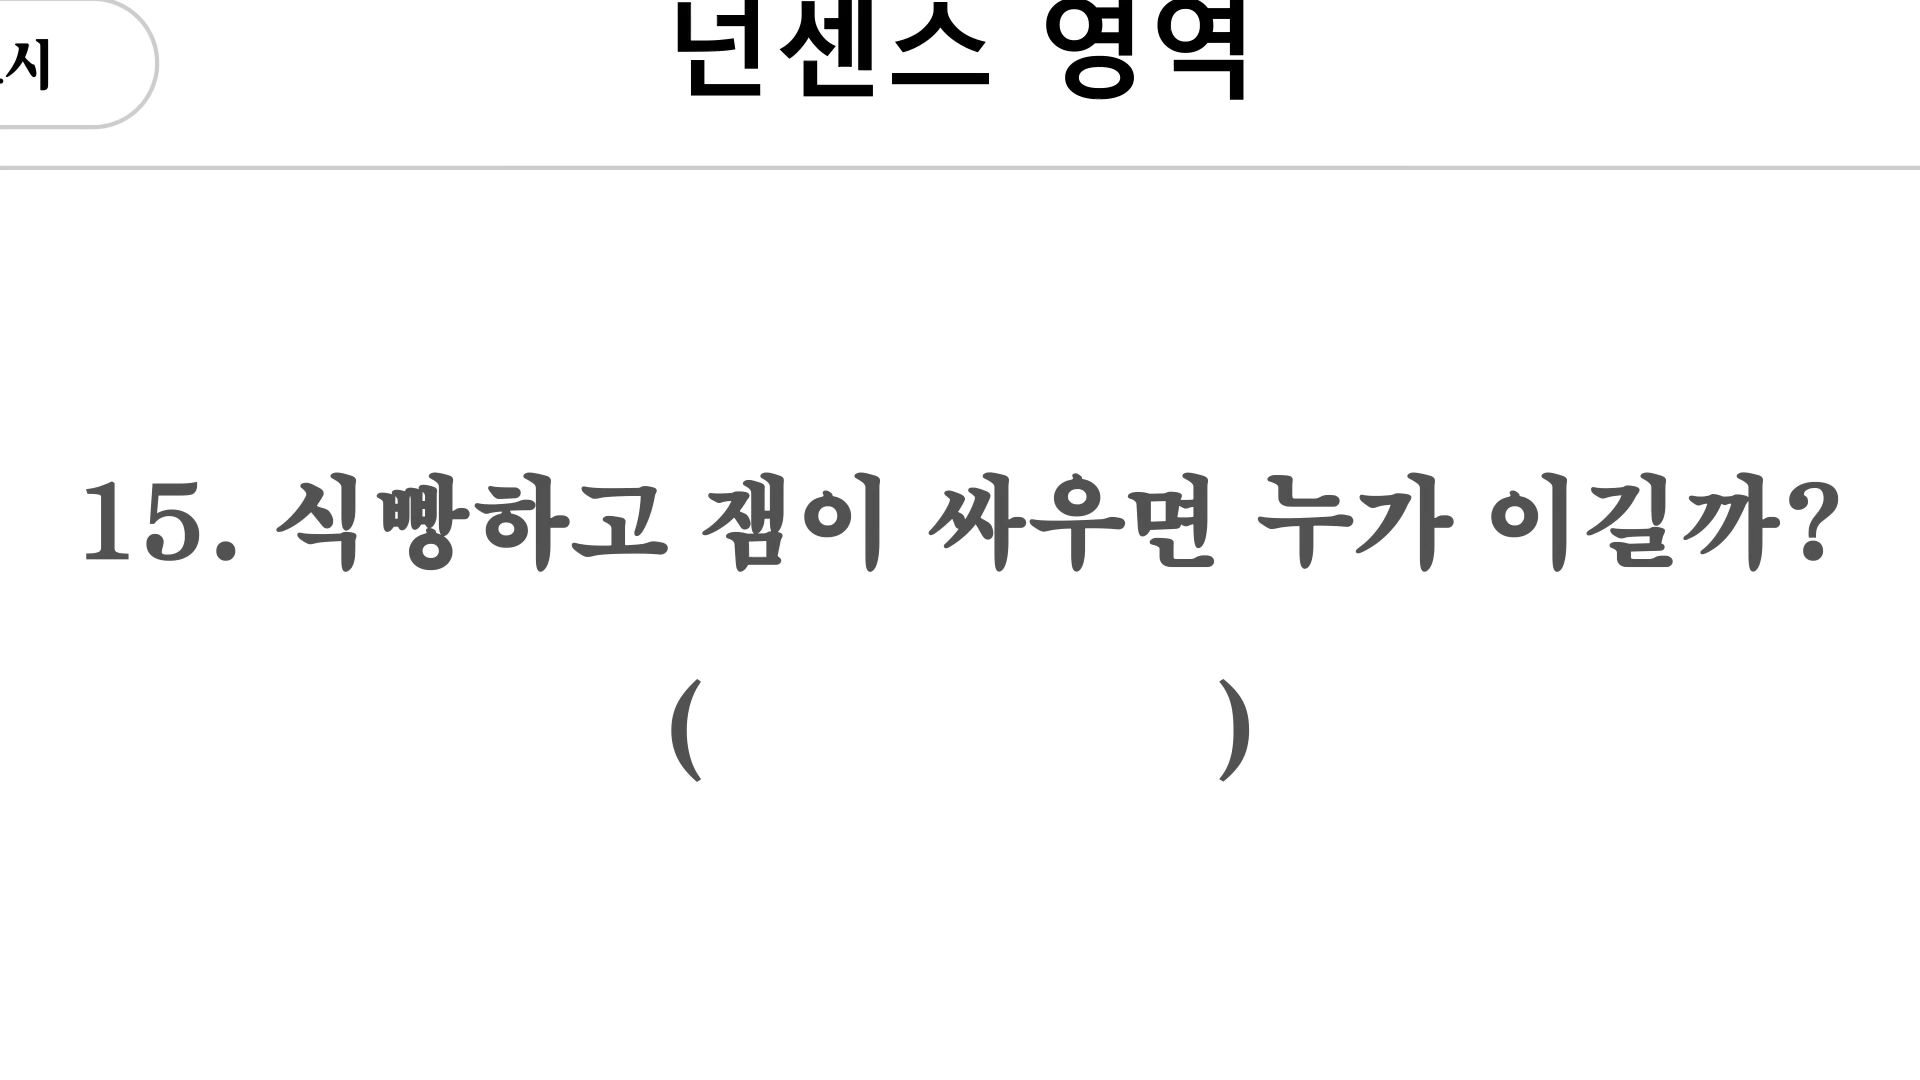 넌센스 영역
시
15. 식빵하고 잼이 싸우면 누가 이길까?
( )